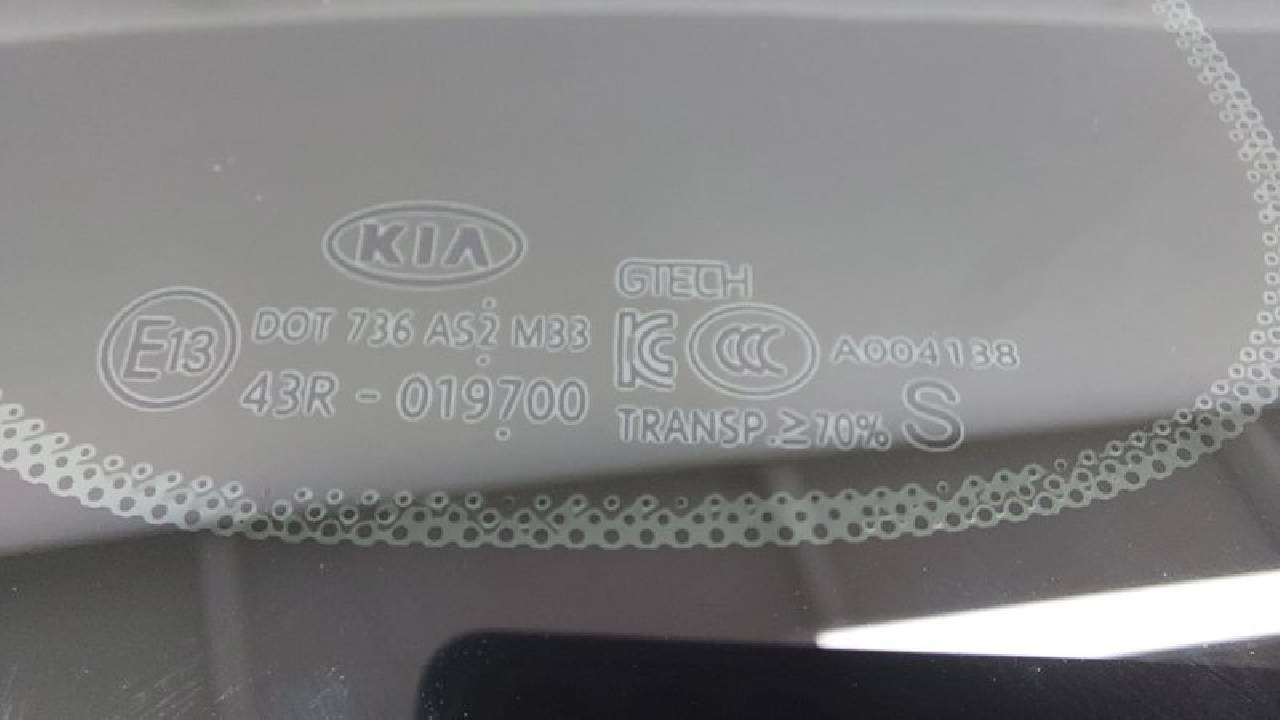 KIA
GTECH
E13 DOT 736 AS2 M33
43R - 019700
KC CCC A004138
TRANSP.≥70% S